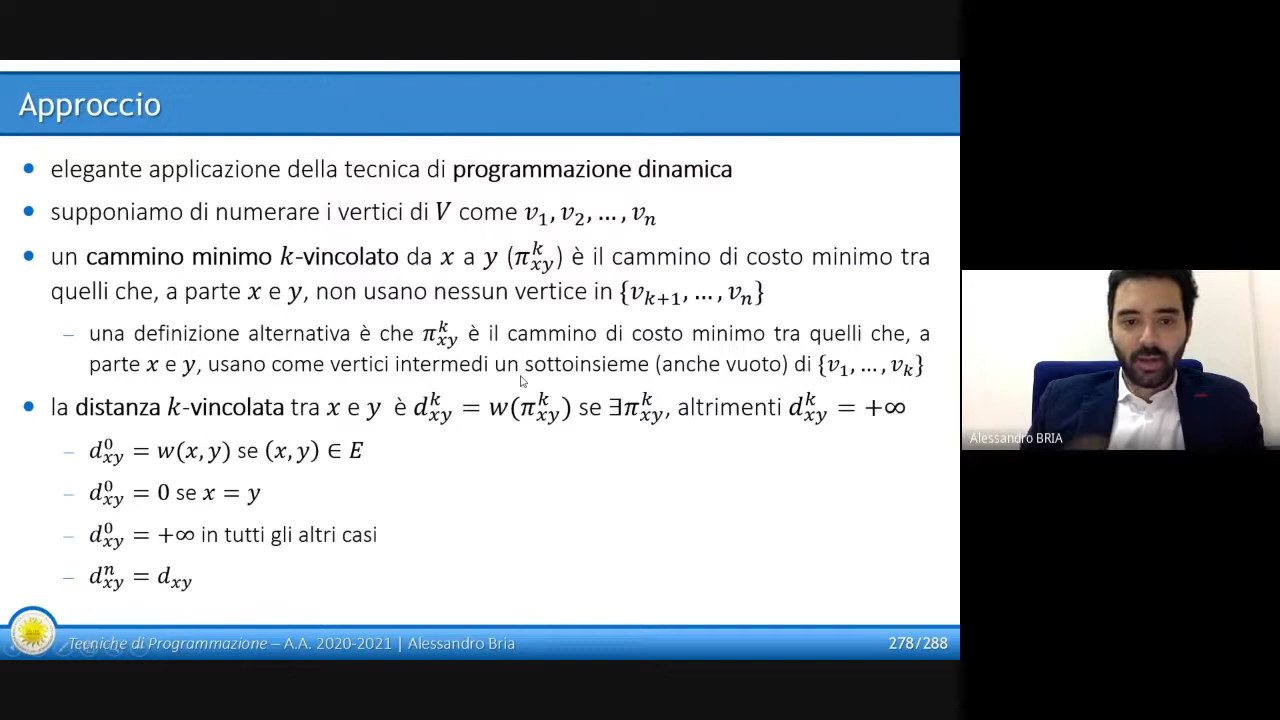 Approccio
elegante applicazione della tecnica di programmazione dinamica
supponiamo di numerare i vertici di V come v₁, v₂, …, vₙ
un cammino minimo k-vincolato da x a y (π^k_xy) è il cammino di costo minimo tra
quelli che, a parte x e y, non usano nessun vertice in {v_{k+1}, …, v_n}
– una definizione alternativa è che π^k_xy è il cammino di costo minimo tra quelli che, a
parte x e y, usano come vertici intermedi un sottoinsieme (anche vuoto) di {v₁, …, v_k}
la distanza k-vincolata tra x e y è d^k_xy = w(π^k_xy) se ∃π^k_xy, altrimenti d^k_xy = +∞
– d^0_xy = w(x, y) se (x, y) ∈ E
– d^0_xy = 0 se x = y
– d^0_xy = +∞ in tutti gli altri casi
– d^n_xy = d_xy
Tecniche di Programmazione – A.A. 2020-2021 | Alessandro Bria
278/288
Alessandro BRIA